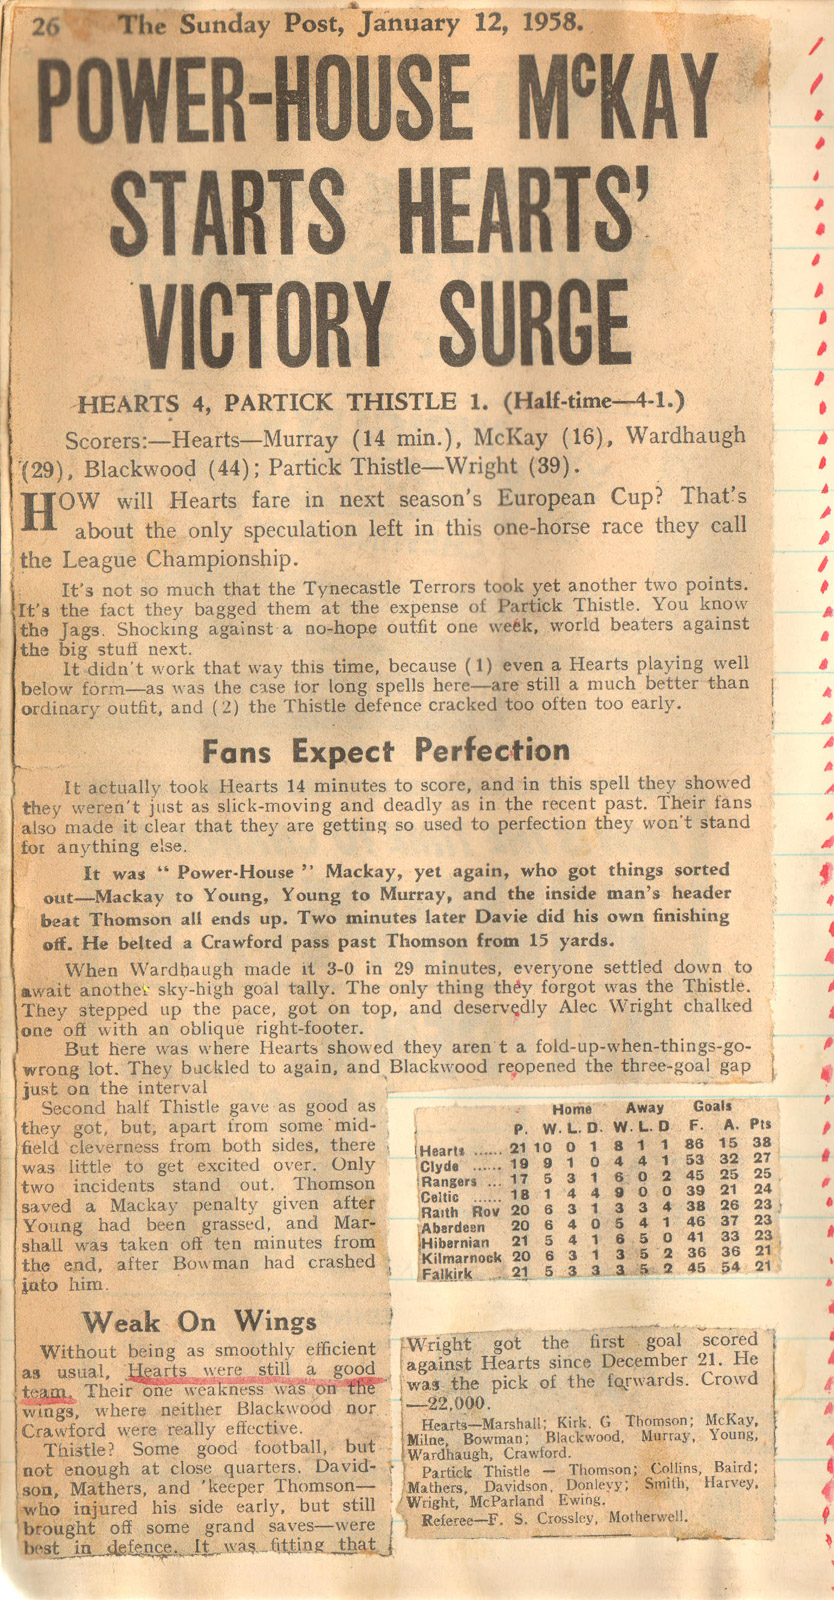 26 The Sunday Post, January 12, 1958.
POWER-HOUSE McKAY
STARTS HEARTS'
VICTORY SURGE
HEARTS 4, PARTICK THISTLE 1. (Half-time—4-1.)
Scorers:—Hearts—Murray (14 min.), McKay (16), Wardhaugh
(29), Blackwood (44); Partick Thistle—Wright (39).
HOW will Hearts fare in next season's European Cup? That's
about the only speculation left in this one-horse race they call
the League Championship.
It's not so much that the Tynecastle Terrors took yet another two points.
It's the fact they bagged them at the expense of Partick Thistle. You know
the Jags. Shocking against a no-hope outfit one week, world beaters against
the big stuff next.
It didn't work that way this time, because (1) even a Hearts playing well
below form—as was the case for long spells here—are still a much better than
ordinary outfit, and (2) the Thistle defence cracked too often too early.
Fans Expect Perfection
It actually took Hearts 14 minutes to score, and in this spell they showed
they weren't just as slick-moving and deadly as in the recent past. Their fans
also made it clear that they are getting so used to perfection they won't stand
for anything else.
It was "Power-House" Mackay, yet again, who got things sorted
out—Mackay to Young, Young to Murray, and the inside man's header
beat Thomson all ends up. Two minutes later Davie did his own finishing
off. He belted a Crawford pass past Thomson from 15 yards.
When Wardhaugh made it 3-0 in 29 minutes, everyone settled down to
await another sky-high goal tally. The only thing they forgot was the Thistle.
They stepped up the pace, got on top, and deservedly Alec Wright chalked
one off with an oblique right-footer.
But here was where Hearts showed they aren't a fold-up-when-things-go-
wrong lot. They buckled to again, and Blackwood reopened the three-goal gap
just on the interval
Second half Thistle gave as good as
they got, but, apart from some mid-
field cleverness from both sides, there
was little to get excited over. Only
two incidents stand out. Thomson
saved a Mackay penalty given after
Young had been grassed, and Mar-
shall was taken off ten minutes from
the end, after Bowman had crashed
into him.
Weak On Wings
Without being as smoothly efficient
as usual, Hearts were still a good
team. Their one weakness was on the
wings, where neither Blackwood nor
Crawford were really effective.
Thistle? Some good football, but
not enough at close quarters. David-
son, Mathers, and 'keeper Thomson—
who injured his side early, but still
brought off some grand saves—were
best in defence. It was fitting that
Home Away Goals
P. W. L. D. W. L. D F. A. Pts
Hearts ...... 21 10 0 1 8 1 1 86 15 38
Clyde ...... 19 9 1 0 4 4 1 53 32 27
Rangers ... 17 5 3 1 6 0 2 45 25 25
Celtic ...... 18 1 4 4 9 0 0 39 21 24
Raith Rov 20 6 3 1 3 3 4 38 26 23
Aberdeen 20 6 4 0 5 4 1 46 37 23
Hibernian 21 5 4 1 6 5 0 41 33 23
Kilmarnock 20 6 3 1 3 5 2 36 36 21
Falkirk .. 21 5 3 3 3 5 2 45 54 21
Wright got the first goal scored
against Hearts since December 21. He
was the pick of the forwards. Crowd
—22,000.
Hearts—Marshall; Kirk, G Thomson; McKay,
Milne, Bowman; Blackwood, Murray, Young,
Wardhaugh, Crawford.
Partick Thistle — Thomson; Collins, Baird;
Mathers, Davidson, Donlevy; Smith, Harvey,
Wright, McParland Ewing.
Referee—F. S. Crossley, Motherwell.